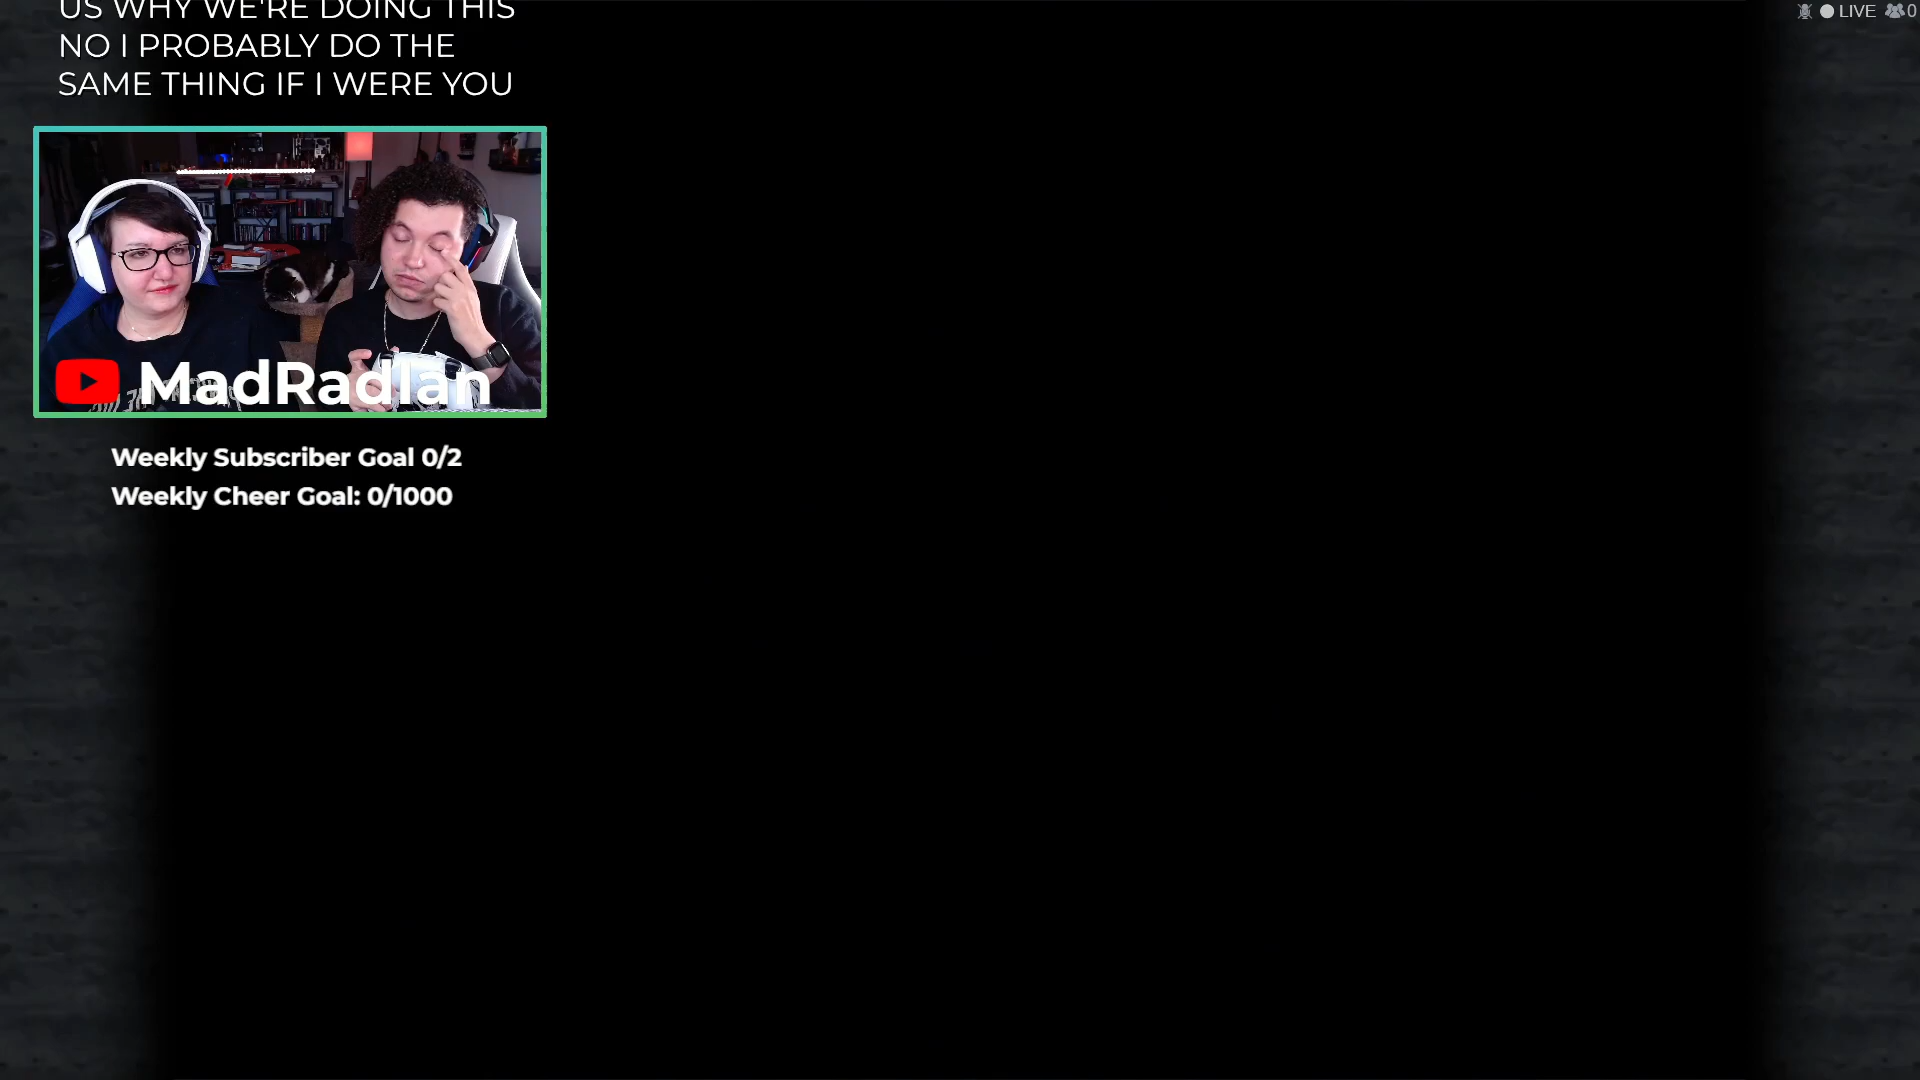 US WHY WE'RE DOING THIS
NO I PROBABLY DO THE
SAME THING IF I WERE YOU
LIVE 0
MadRadIan
Weekly Subscriber Goal 0/2
Weekly Cheer Goal: 0/1000